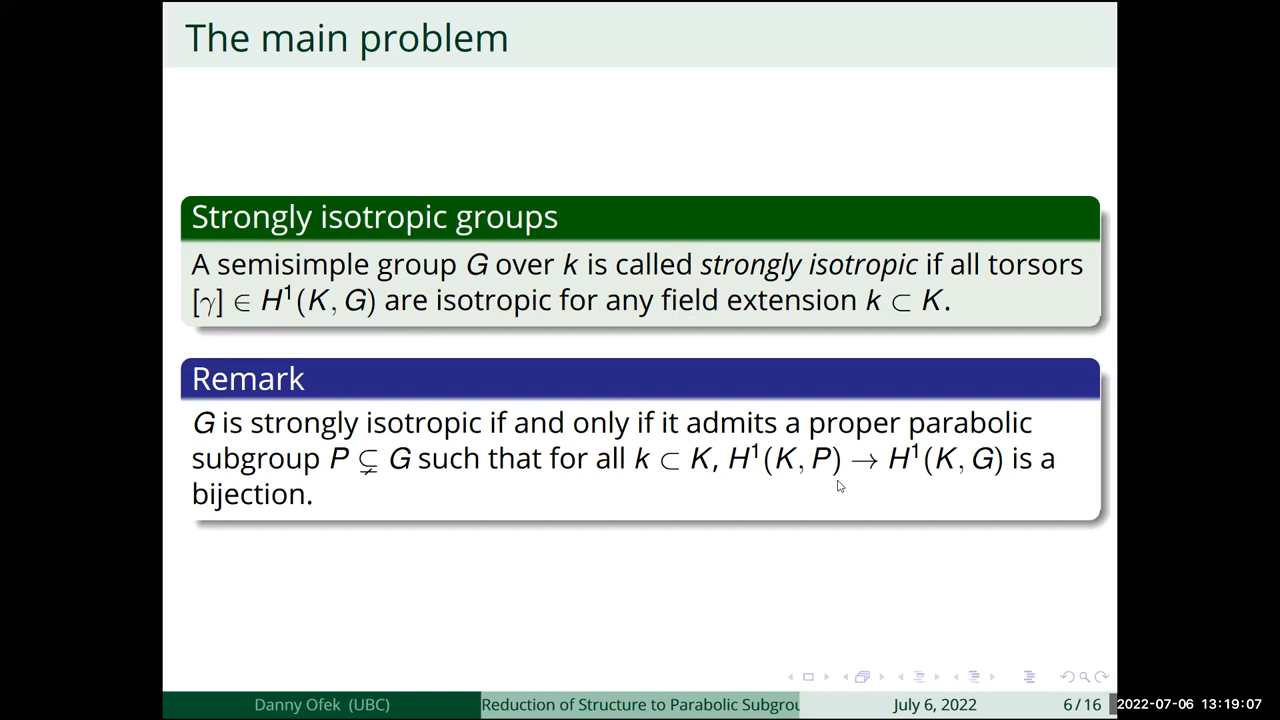 The main problem
Strongly isotropic groups
A semisimple group G over k is called strongly isotropic if all torsors
[γ] ∈ H¹(K, G) are isotropic for any field extension k ⊂ K.
Remark
G is strongly isotropic if and only if it admits a proper parabolic
subgroup P ⊊ G such that for all k ⊂ K, H¹(K, P) → H¹(K, G) is a
bijection.
Danny Ofek (UBC)
Reduction of Structure to Parabolic Subgrou
July 6, 2022
6 / 16
2022-07-06 13:19:07